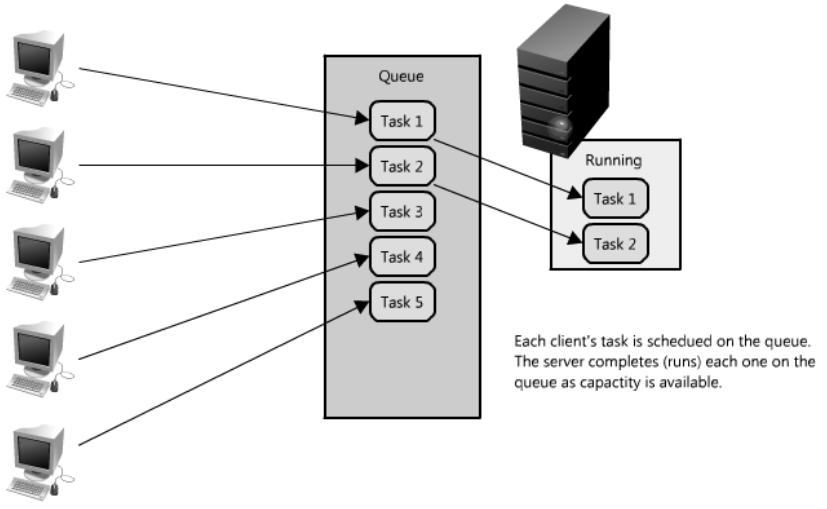 Queue
Task 1
Task 2
Task 3
Task 4
Task 5
Running
Task 1
Task 2
Each client's task is schedued on the queue.
The server completes (runs) each one on the
queue as capactity is available.